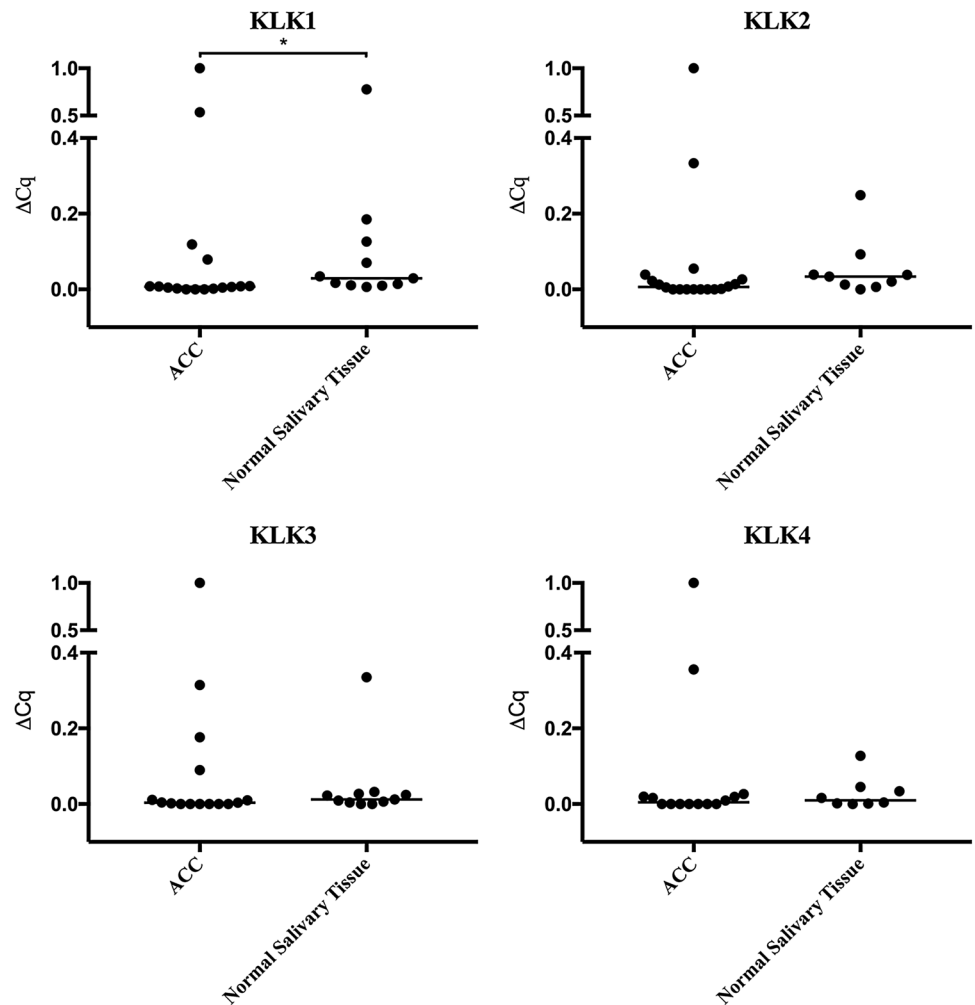 KLK1
*
1.0
0.5
0.4
0.2
0.0
ΔCq
ACC
Normal Salivary Tissue
KLK2
1.0
0.5
0.4
0.2
0.0
ΔCq
ACC
Normal Salivary Tissue
KLK3
1.0
0.5
0.4
0.2
0.0
ΔCq
ACC
Normal Salivary Tissue
KLK4
1.0
0.5
0.4
0.2
0.0
ΔCq
ACC
Normal Salivary Tissue